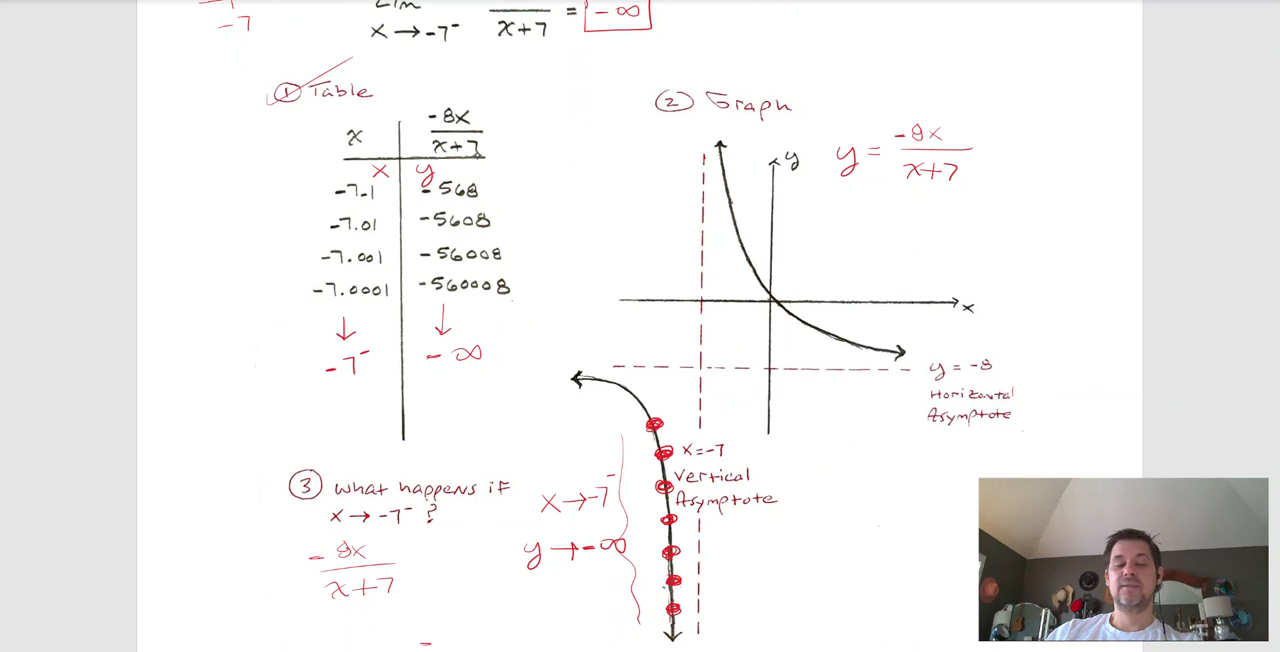 -7
Lim
x → -7⁻
x+7
= -∞
① Table
x
-8x
x+7
x y
-7.1 -568
-7.01 -5608
-7.001 -56008
-7.0001 -560008
↓ ↓
-7⁻ -∞
② Graph
y = -8x
x+7
y
x
y = -8
Horizontal
Asymptote
x=-7
Vertical
Asymptote
x→-7⁻
y→-∞
③ what happens if
x → -7⁻ ?
-8x
x+7